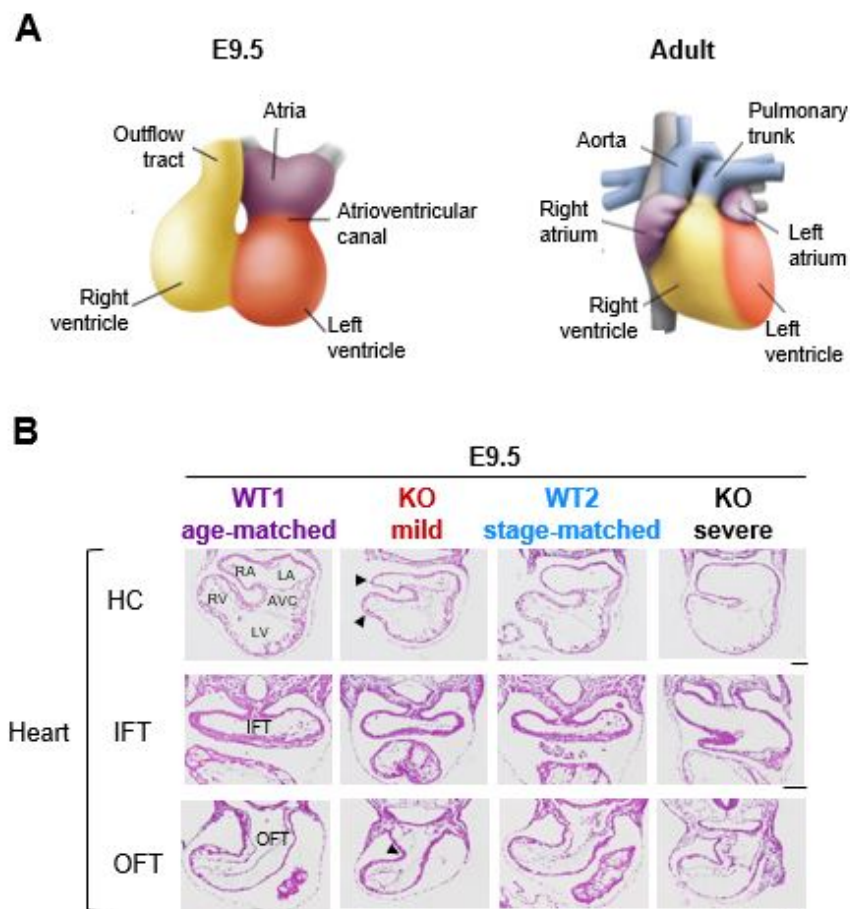 A
E9.5
Adult
Atria
Outflow
tract
Atrioventricular
canal
Right
ventricle
Left
ventricle
Aorta
Pulmonary
trunk
Right
atrium
Left
atrium
Right
ventricle
Left
ventricle
B
E9.5
WT1
age-matched
KO
mild
WT2
stage-matched
KO
severe
Heart
HC
RA
LA
RV
AVC
LV
IFT
IFT
OFT
OFT